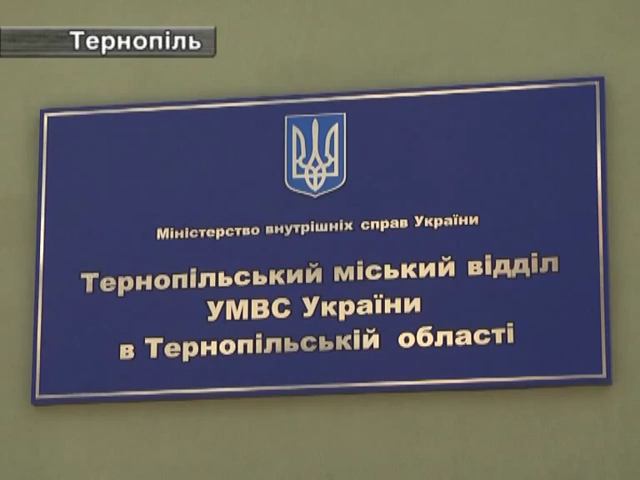 Тернопіль
Міністерство внутрішніх справ України
Тернопільський міський відділ
УМВС України
в Тернопільській області